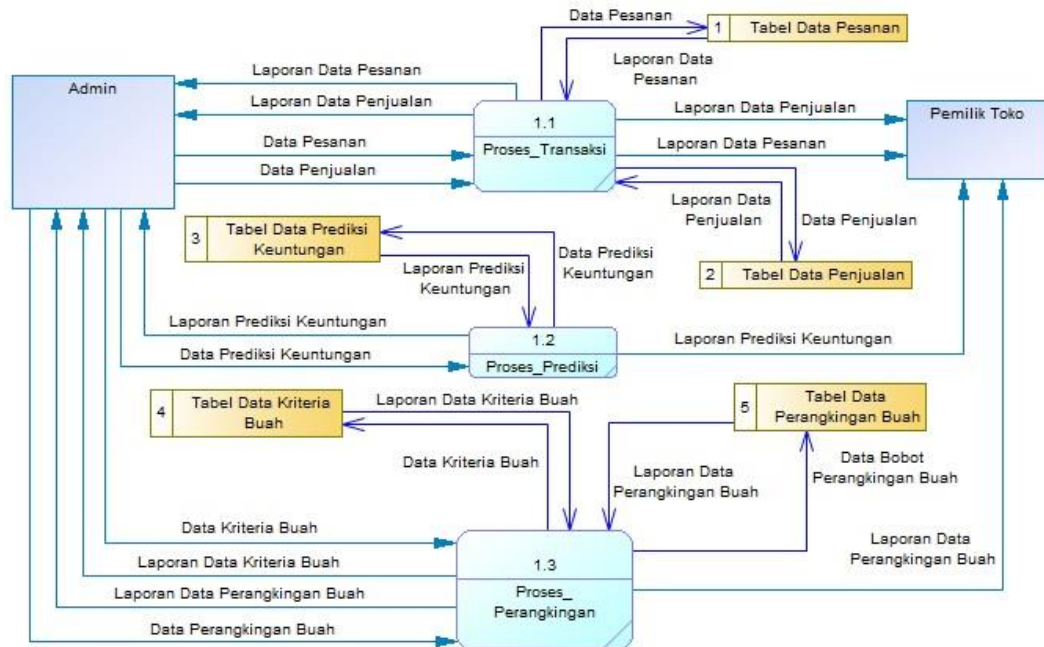 Data Pesanan
1 Tabel Data Pesanan
Laporan Data
Pesanan
Laporan Data Pesanan
Admin
Laporan Data Penjualan
Laporan Data Penjualan
Pemilik Toko
1.1
Proses_Transaksi
Data Pesanan
Laporan Data Pesanan
Data Penjualan
Laporan Data
Penjualan
Data Penjualan
3 Tabel Data Prediksi
Keuntungan
Data Prediksi
Keuntungan
Laporan Prediksi
Keuntungan
2 Tabel Data Penjualan
Laporan Prediksi Keuntungan
1.2
Proses_Prediksi
Laporan Prediksi Keuntungan
Data Prediksi Keuntungan
4 Tabel Data Kriteria
Buah
Laporan Data Kriteria Buah
5 Tabel Data
Perangkingan Buah
Data Kriteria Buah
Laporan Data
Perangkingan Buah
Data Bobot
Perangkingan Buah
Data Kriteria Buah
Laporan Data
Perangkingan Buah
Laporan Data Kriteria Buah
1.3
Proses_
Perangkingan
Laporan Data Perangkingan Buah
Data Perangkingan Buah